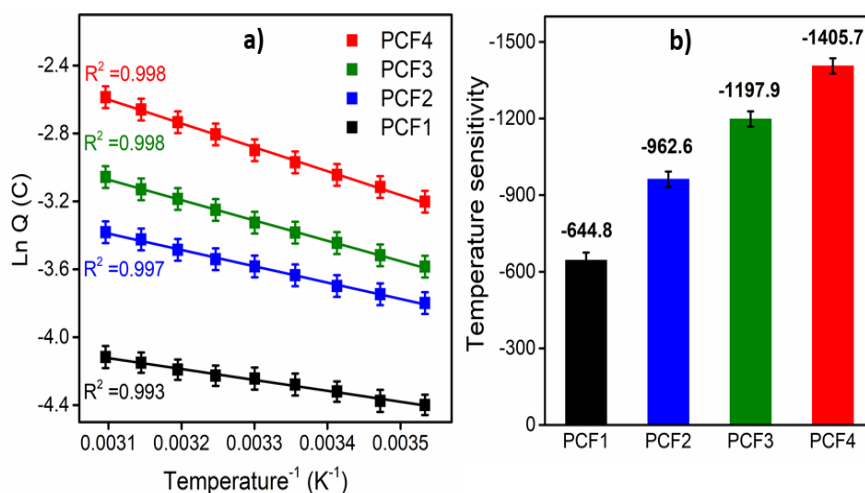 a)
PCF4
PCF3
PCF2
PCF1
R² =0.998
R² =0.998
R² =0.997
R² =0.993
-2.4
-2.8
-3.2
-3.6
-4.0
-4.4
Ln Q (C)
0.0031 0.0032 0.0033 0.0034 0.0035
Temperature⁻¹ (K⁻¹)
b)
-1500
-1200
-900
-600
-300
0
Temperature sensitivity
-644.8
-962.6
-1197.9
-1405.7
PCF1 PCF2 PCF3 PCF4